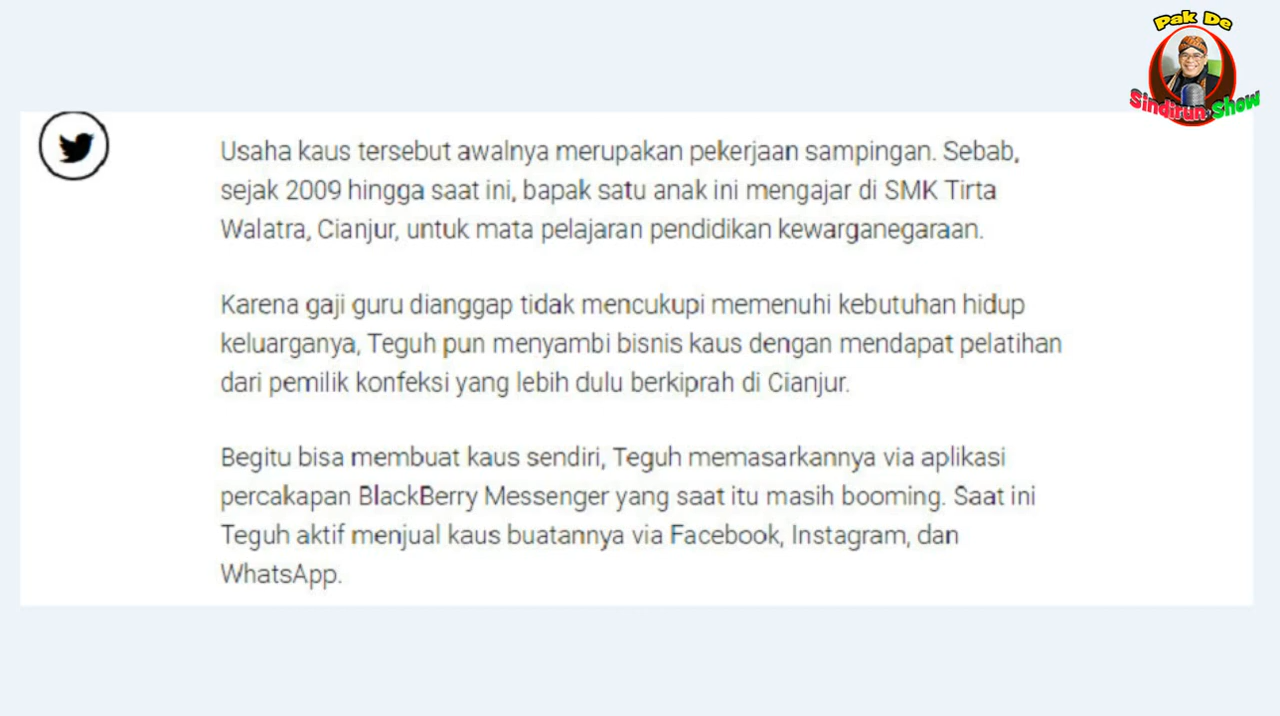 Pak De
Sindirun Show
Usaha kaus tersebut awalnya merupakan pekerjaan sampingan. Sebab,
sejak 2009 hingga saat ini, bapak satu anak ini mengajar di SMK Tirta
Walatra, Cianjur, untuk mata pelajaran pendidikan kewarganegaraan.
Karena gaji guru dianggap tidak mencukupi memenuhi kebutuhan hidup
keluarganya, Teguh pun menyambi bisnis kaus dengan mendapat pelatihan
dari pemilik konfeksi yang lebih dulu berkiprah di Cianjur.
Begitu bisa membuat kaus sendiri, Teguh memasarkannya via aplikasi
percakapan BlackBerry Messenger yang saat itu masih booming. Saat ini
Teguh aktif menjual kaus buatannya via Facebook, Instagram, dan
WhatsApp.